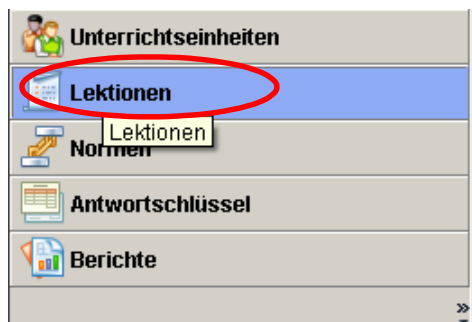 Unterrichtseinheiten
Lektionen
Lektionen
Normen
Antwortschlüssel
Berichte
»